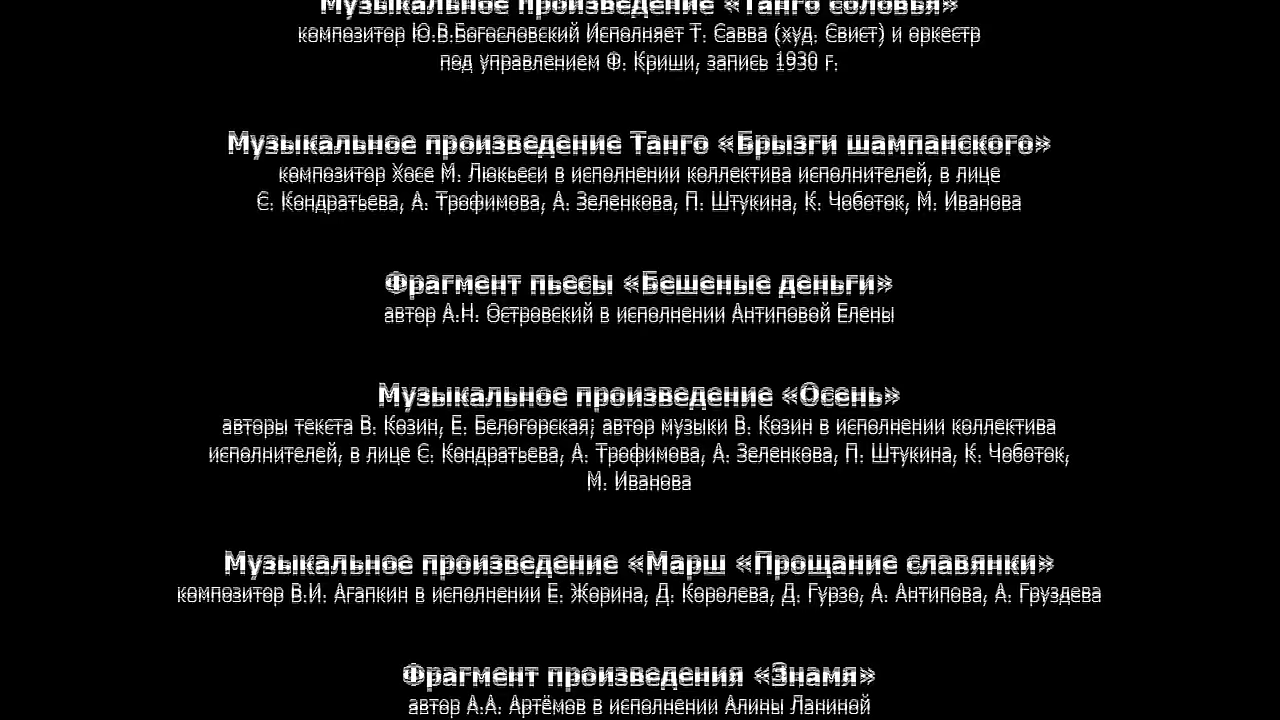 Музыкальное произведение «Танго соловья»
композитор Ю.В.Богословский Исполняет Т. Савва (худ. Свист) и оркестр
под управлением Ф. Криши, запись 1930 г.
Музыкальное произведение Танго «Брызги шампанского»
композитор Хосе М. Люкьеси в исполнении коллектива исполнителей, в лице
С. Кондратьева, А. Трофимова, А. Зеленкова, П. Штукина, К. Чоботок, М. Иванова
Фрагмент пьесы «Бешеные деньги»
автор А.Н. Островский в исполнении Антиповой Елены
Музыкальное произведение «Осень»
авторы текста В. Козин, Е. Белогорская; автор музыки В. Козин в исполнении коллектива
исполнителей, в лице С. Кондратьева, А. Трофимова, А. Зеленкова, П. Штукина, К. Чоботок,
М. Иванова
Музыкальное произведение «Марш «Прощание славянки»
композитор В.И. Агапкин в исполнении Е. Жорина, Д. Королева, Д. Гурзо, А. Антипова, А. Груздева
Фрагмент произведения «Знамя»
автор А.А. Артёмов в исполнении Алины Ланиной